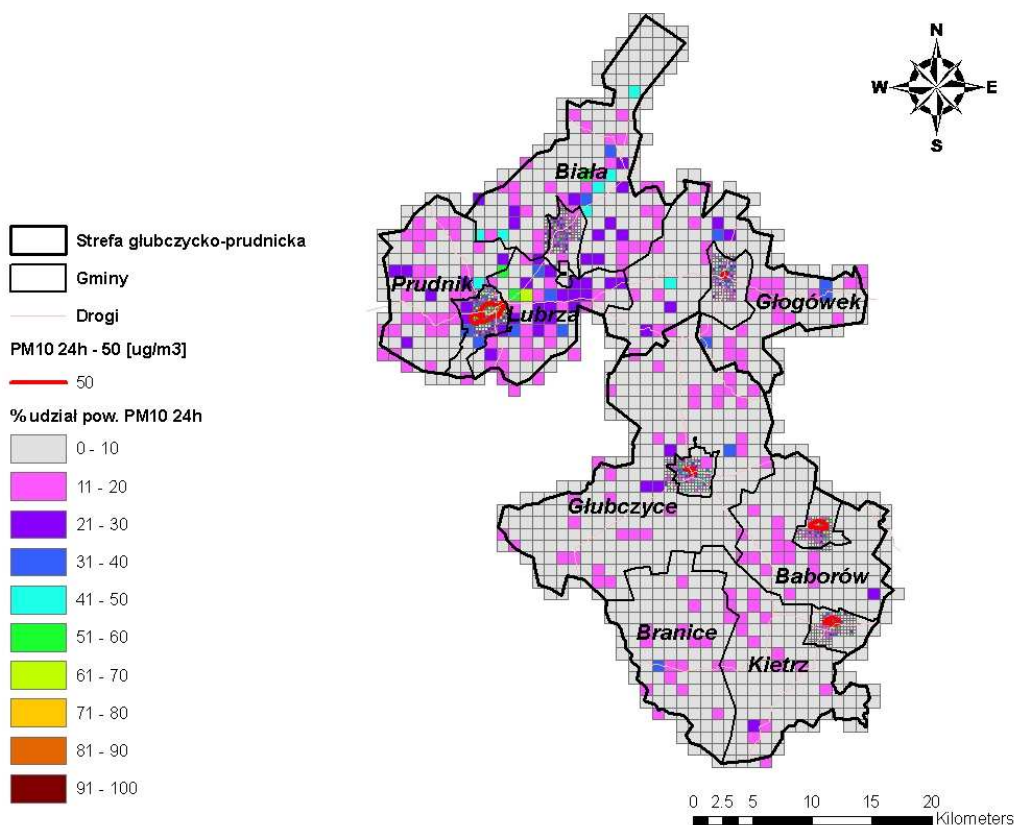 N
W
E
S
Biała
Prudnik
Lubrza
Głogówek
Głubczyce
Baborów
Branice
Kietrz
Strefa głubczycko-prudnicka
Gminy
Drogi
PM10 24h - 50 [ug/m3]
50
% udział pow. PM10 24h
0 - 10
11 - 20
21 - 30
31 - 40
41 - 50
51 - 60
61 - 70
71 - 80
81 - 90
91 - 100
0 2.5 5 10 15 20
Kilometers